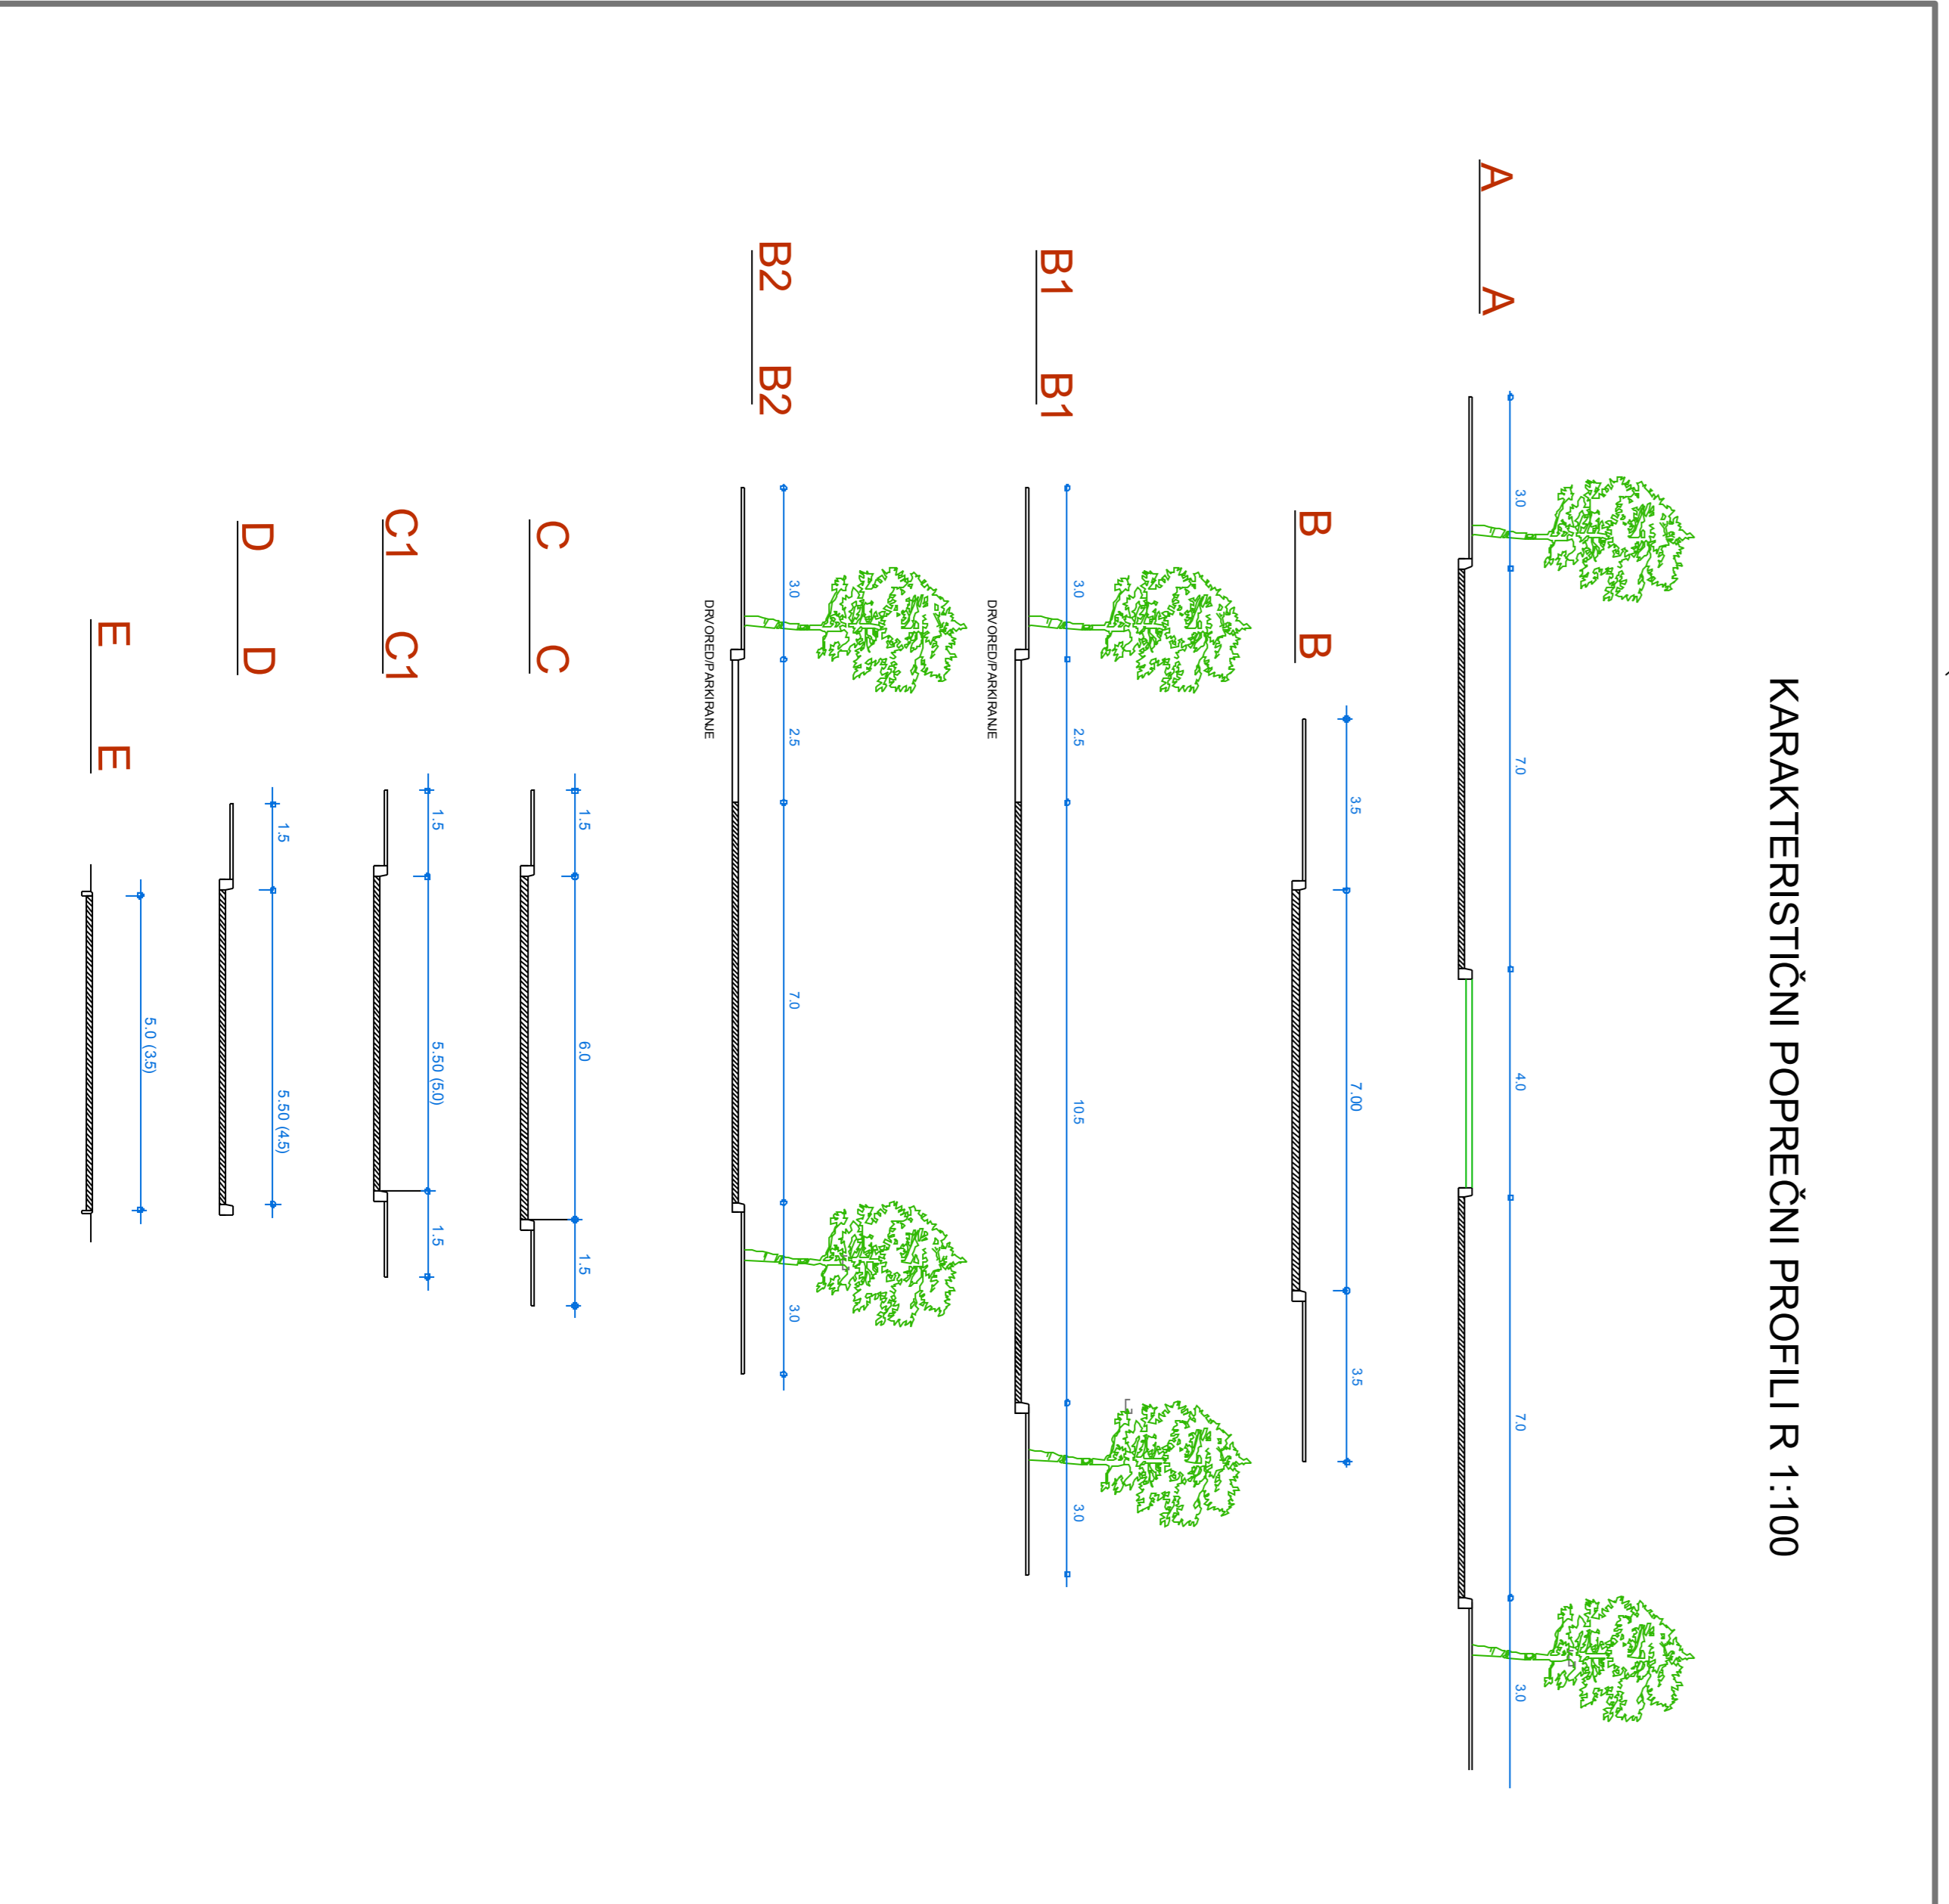 KARAKTERISTIČNI POPREČNI PROFILI R 1:100
A A
3.0 7.0 4.0 7.0 3.0
B B
3.5 7.00 3.5
B1 B1
3.0 2.5 10.5 3.0
DRVORED/PARKIRANJE
B2 B2
3.0 2.5 7.0 3.0
DRVORED/PARKIRANJE
C C
1.5 6.0 1.5
C1 C1
1.5 5.50 (5.0) 1.5
D D
1.5 5.50 (4.5)
E E
5.0 (3.5)